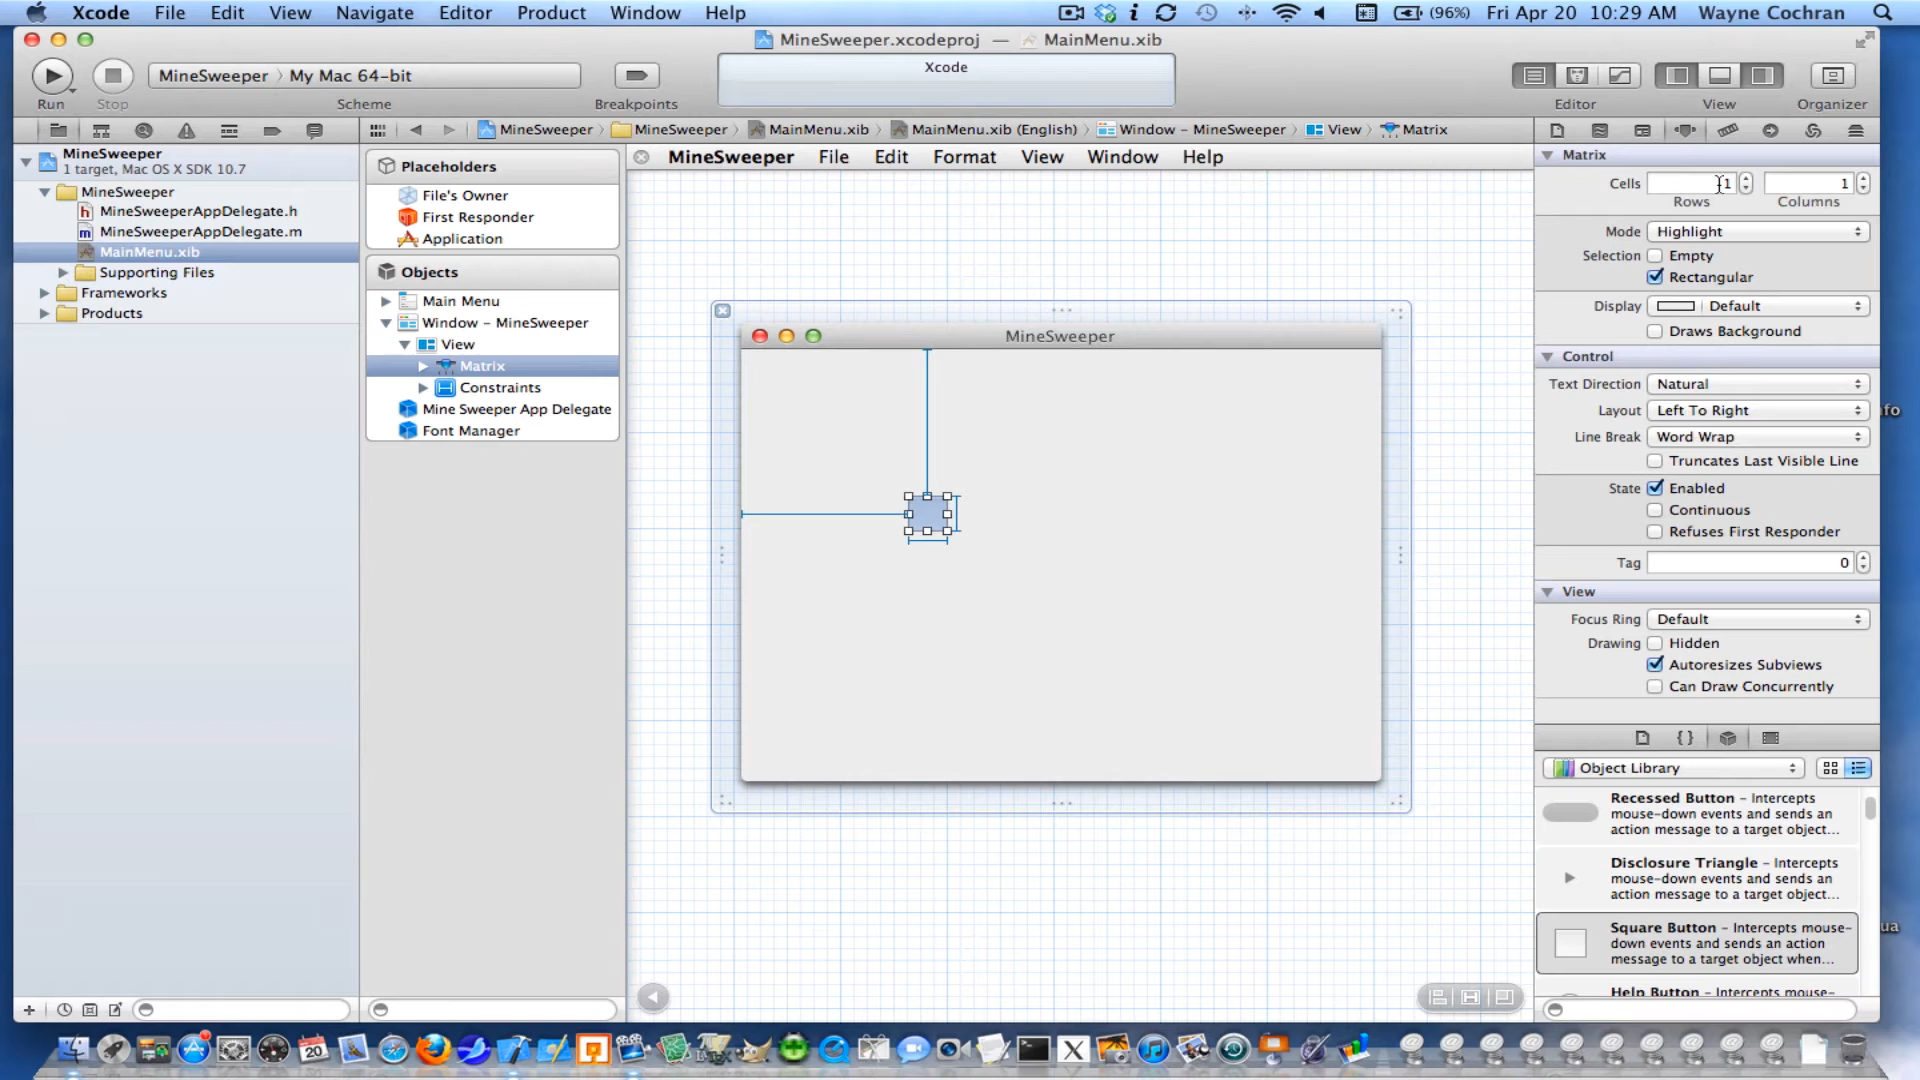 Xcode File Edit View Navigate Editor Product Window Help (96%) Fri Apr 20 10:29 AM Wayne Cochran
MineSweeper.xcodeproj — MainMenu.xib
MineSweeper › My Mac 64-bit
Xcode
Run Stop Scheme Breakpoints Editor View Organizer
MineSweeper › MineSweeper › MainMenu.xib › MainMenu.xib (English) › Window – MineSweeper › View › Matrix
MineSweeper
1 target, Mac OS X SDK 10.7
MineSweeper
MineSweeperAppDelegate.h
MineSweeperAppDelegate.m
MainMenu.xib
Supporting Files
Frameworks
Products
Placeholders
File's Owner
First Responder
Application
Objects
Main Menu
Window – MineSweeper
View
Matrix
Constraints
Mine Sweeper App Delegate
Font Manager
MineSweeper File Edit Format View Window Help
MineSweeper
Matrix
Cells 1 1
Rows Columns
Mode Highlight
Selection Empty
Rectangular
Display Default
Draws Background
Control
Text Direction Natural
Layout Left To Right
Line Break Word Wrap
Truncates Last Visible Line
State Enabled
Continuous
Refuses First Responder
Tag 0
View
Focus Ring Default
Drawing Hidden
Autoresizes Subviews
Can Draw Concurrently
Object Library
Recessed Button – Intercepts
mouse-down events and sends an
action message to a target object...
Disclosure Triangle – Intercepts
mouse-down events and sends an
action message to a target object...
Square Button – Intercepts mouse-
down events and sends an action
message to a target object when...
Help Button – Intercepts mouse-
20